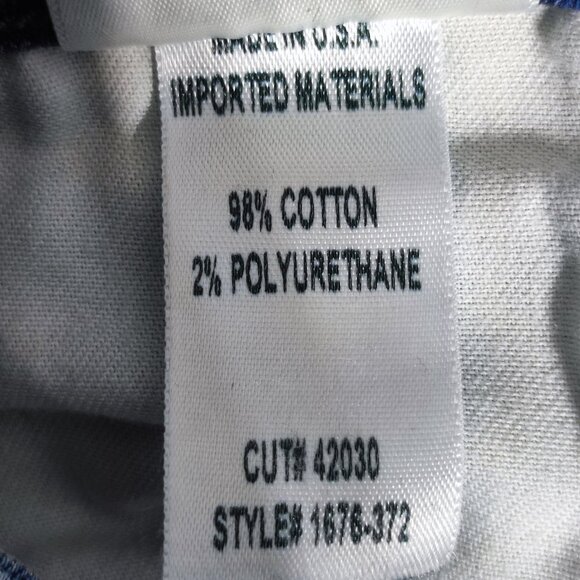 MADE IN U.S.A.
IMPORTED MATERIALS
98% COTTON
2% POLYURETHANE
CUT# 42030
STYLE# 1676-372